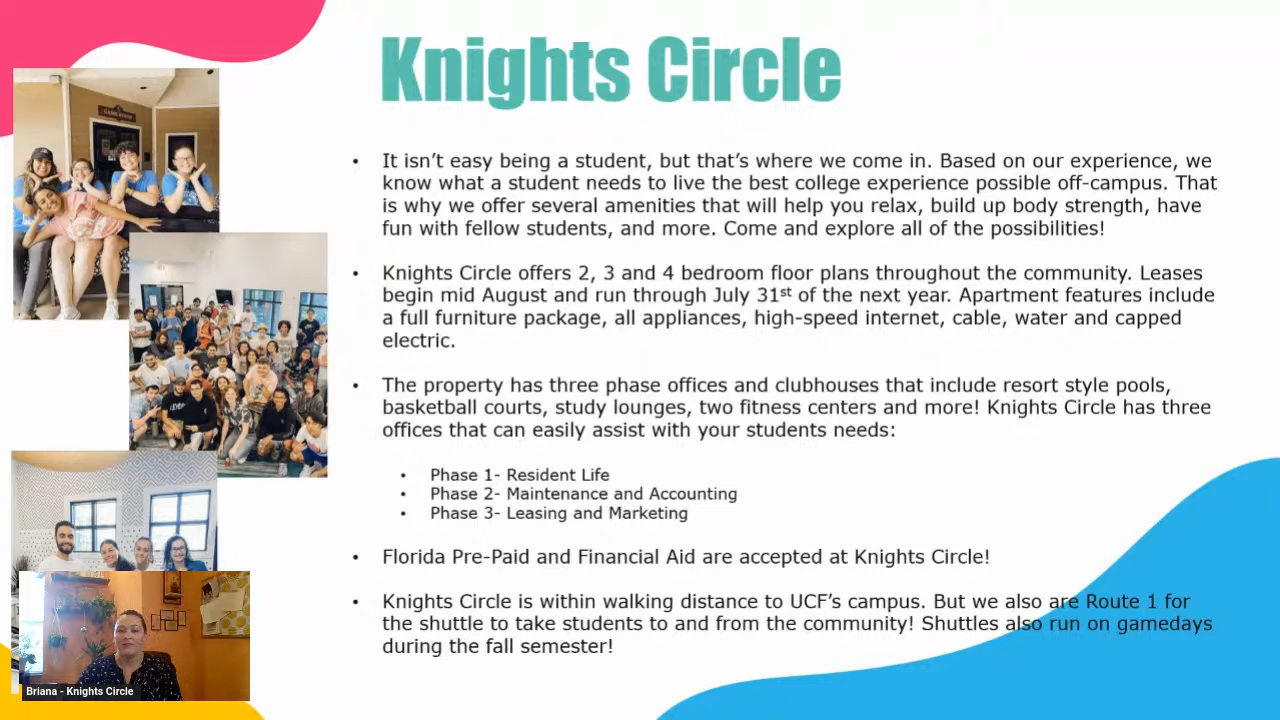 Knights Circle
• It isn’t easy being a student, but that’s where we come in. Based on our experience, we
know what a student needs to live the best college experience possible off-campus. That
is why we offer several amenities that will help you relax, build up body strength, have
fun with fellow students, and more. Come and explore all of the possibilities!
• Knights Circle offers 2, 3 and 4 bedroom floor plans throughout the community. Leases
begin mid August and run through July 31st of the next year. Apartment features include
a full furniture package, all appliances, high-speed internet, cable, water and capped
electric.
• The property has three phase offices and clubhouses that include resort style pools,
basketball courts, study lounges, two fitness centers and more! Knights Circle has three
offices that can easily assist with your students needs:
• Phase 1- Resident Life
• Phase 2- Maintenance and Accounting
• Phase 3- Leasing and Marketing
• Florida Pre-Paid and Financial Aid are accepted at Knights Circle!
• Knights Circle is within walking distance to UCF’s campus. But we also are Route 1 for
the shuttle to take students to and from the community! Shuttles also run on gamedays
during the fall semester!
Briana - Knights Circle